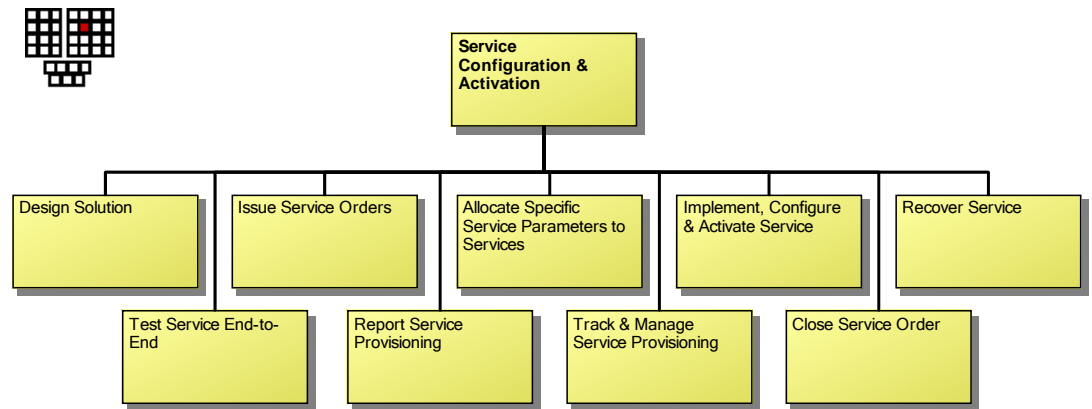 Service
Configuration &
Activation
Design Solution
Issue Service Orders
Allocate Specific
Service Parameters to
Services
Implement, Configure
& Activate Service
Recover Service
Test Service End-to-
End
Report Service
Provisioning
Track & Manage
Service Provisioning
Close Service Order